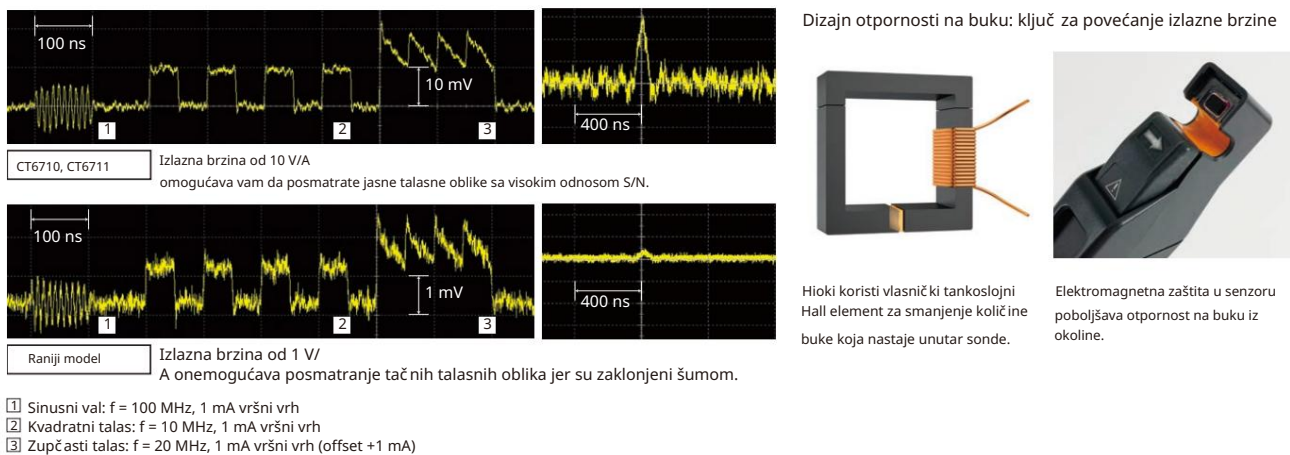 100 ns
10 mV
1
2
3
400 ns
CT6710, CT6711
Izlazna brzina od 10 V/A
omogućava vam da posmatrate jasne talasne oblike sa visokim odnosom S/N.
100 ns
1 mV
1
2
3
400 ns
Raniji model
Izlazna brzina od 1 V/
A onemogućava posmatranje tačnih talasnih oblika jer su zaklonjeni šumom.
1 Sinusni val: f = 100 MHz, 1 mA vršni vrh
2 Kvadratni talas: f = 10 MHz, 1 mA vršni vrh
3 Zupčasti talas: f = 20 MHz, 1 mA vršni vrh (offset +1 mA)
Dizajn otpornosti na buku: ključ za povećanje izlazne brzine
Hioki koristi vlasnički tankoslojni
Hall element za smanjenje količine
buke koja nastaje unutar sonde.
Elektromagnetna zaštita u senzoru
poboljšava otpornost na buku iz
okoline.